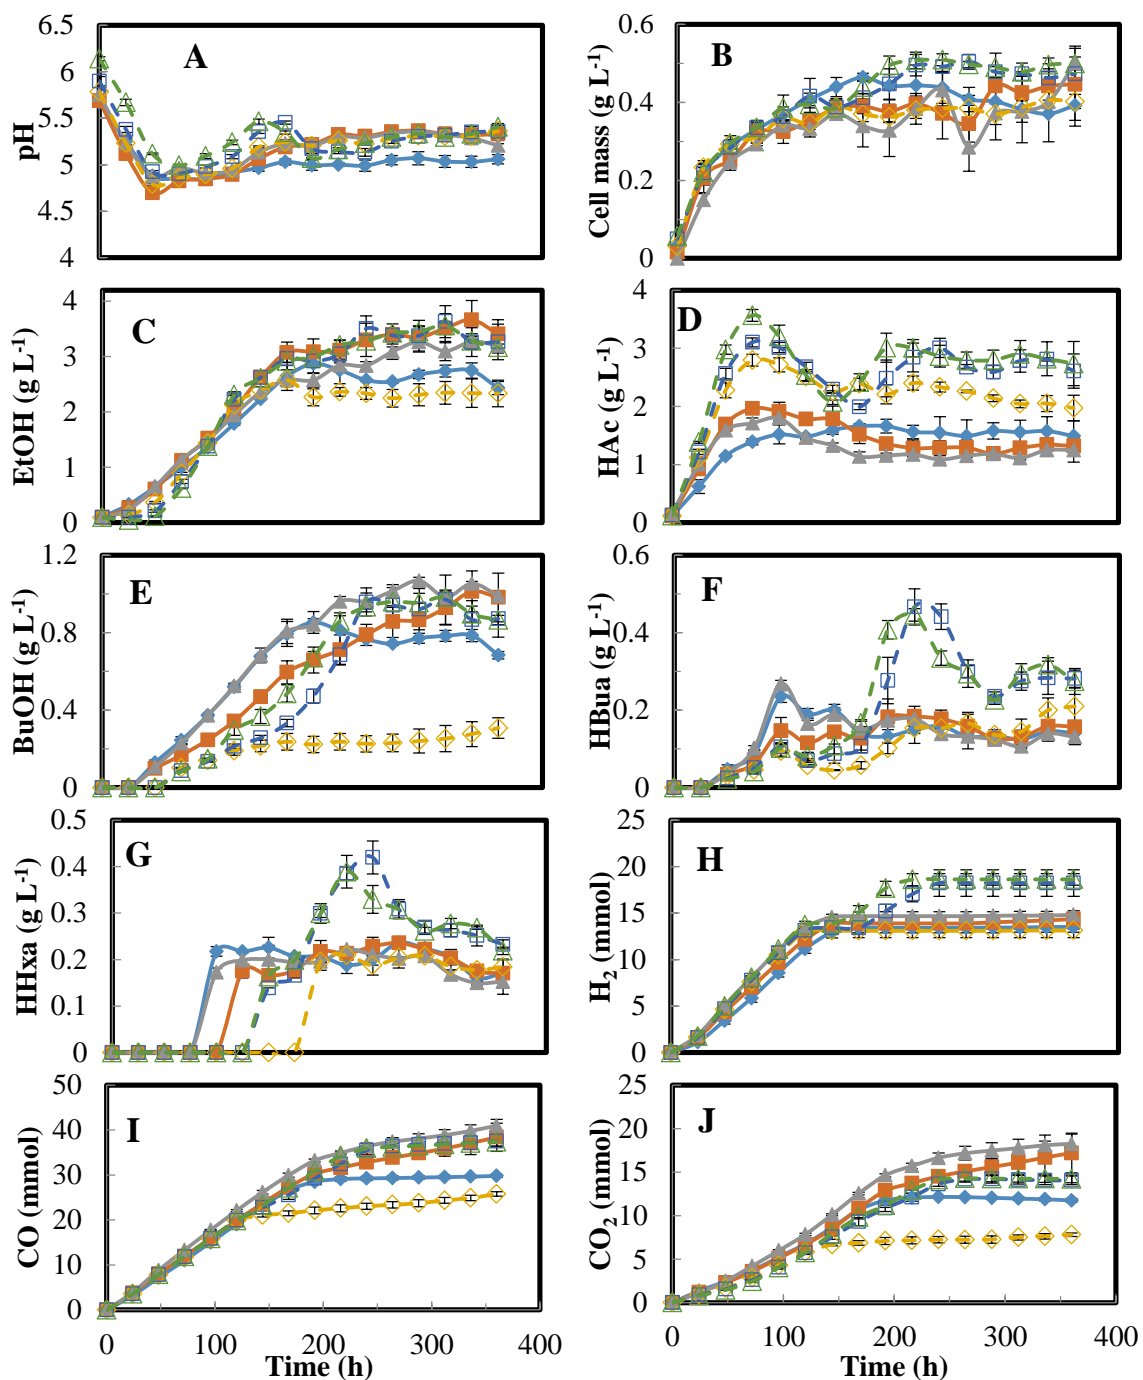 A
pH
6.5
6
5.5
5
4.5
4
B
Cell mass (g L-1)
0.6
0.4
0.2
0
C
EtOH (g L-1)
4
3
2
1
0
D
HAc (g L-1)
4
3
2
1
0
E
BuOH (g L-1)
1.2
0.8
0.4
0
F
HBua (g L-1)
0.6
0.4
0.2
0
G
HHxa (g L-1)
0.5
0.4
0.3
0.2
0.1
0
H
H2 (mmol)
25
20
15
10
5
0
I
CO (mmol)
50
40
30
20
10
0
0 100 200 300 400
Time (h)
J
CO2 (mmol)
25
20
15
10
5
0
0 100 200 300 400
Time (h)